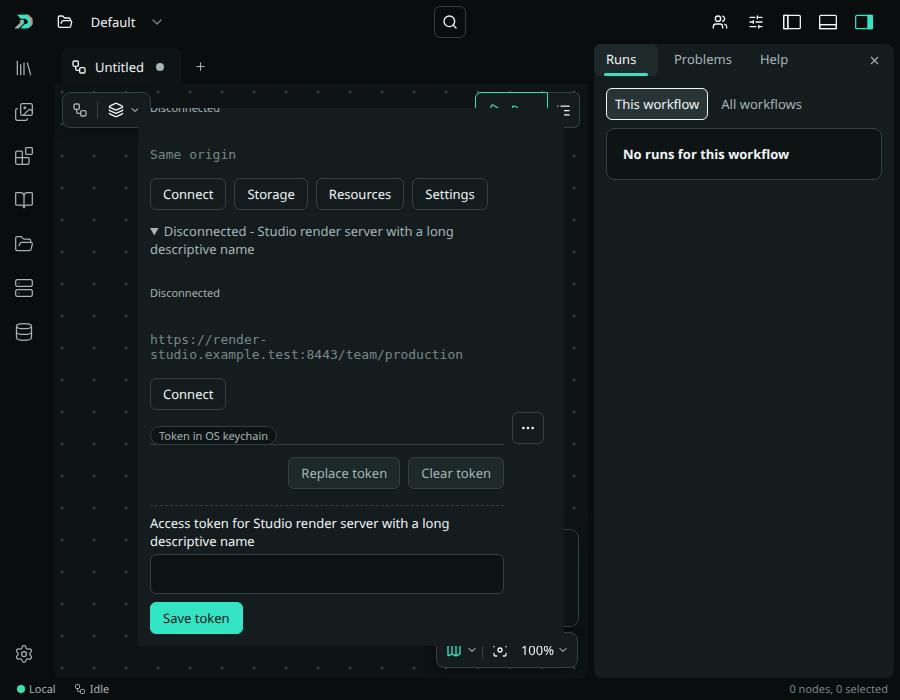 Default
Untitled
Runs
Problems
Help
This workflow
All workflows
No runs for this workflow
Disconnected
Same origin
Connect
Storage
Resources
Settings
Disconnected - Studio render server with a long
descriptive name
Disconnected
https://render-
studio.example.test:8443/team/production
Connect
Token in OS keychain
Replace token
Clear token
Access token for Studio render server with a long
descriptive name
Save token
100%
Local
Idle
0 nodes, 0 selected